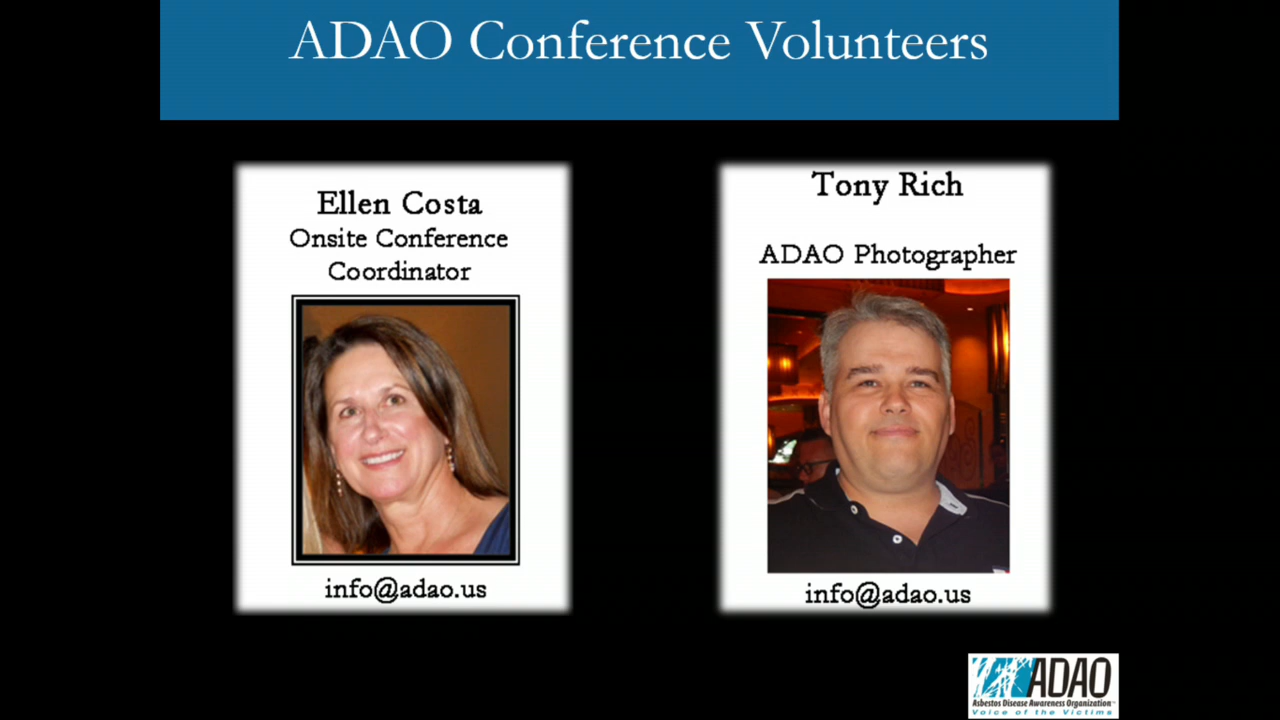 ADAO Conference Volunteers
Ellen Costa
Onsite Conference
Coordinator
info@adao.us
Tony Rich
ADAO Photographer
info@adao.us
ADAO
Asbestos Disease Awareness Organization
Voice of the Victims